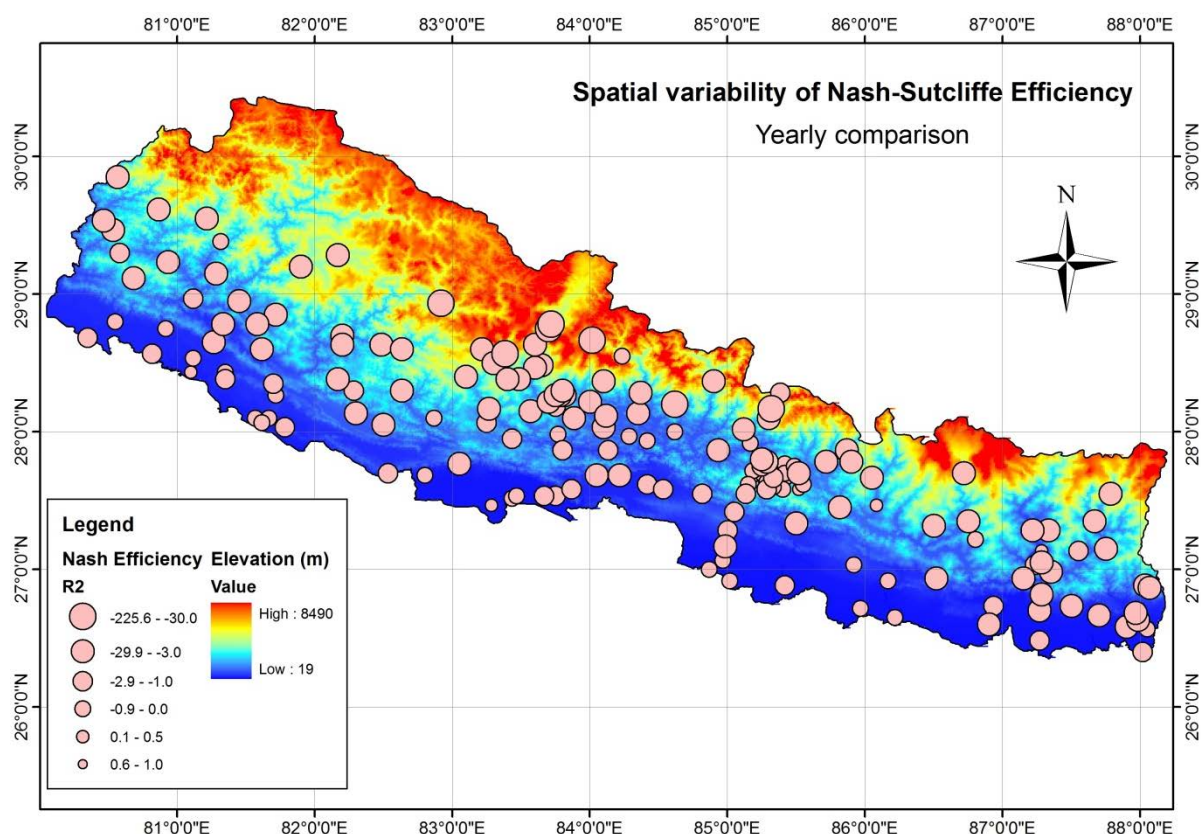 81°0'0"E 82°0'0"E 83°0'0"E 84°0'0"E 85°0'0"E 86°0'0"E 87°0'0"E 88°0'0"E
Spatial variability of Nash-Sutcliffe Efficiency
Yearly comparison
N
30°0'0"N 30°0'0"N
29°0'0"N 29°0'0"N
28°0'0"N 28°0'0"N
27°0'0"N 27°0'0"N
26°0'0"N 26°0'0"N
Legend
Nash Efficiency Elevation (m)
R2 Value
-225.6 - -30.0 High : 8490
-29.9 - -3.0
-2.9 - -1.0 Low : 19
-0.9 - 0.0
0.1 - 0.5
0.6 - 1.0
81°0'0"E 82°0'0"E 83°0'0"E 84°0'0"E 85°0'0"E 86°0'0"E 87°0'0"E 88°0'0"E